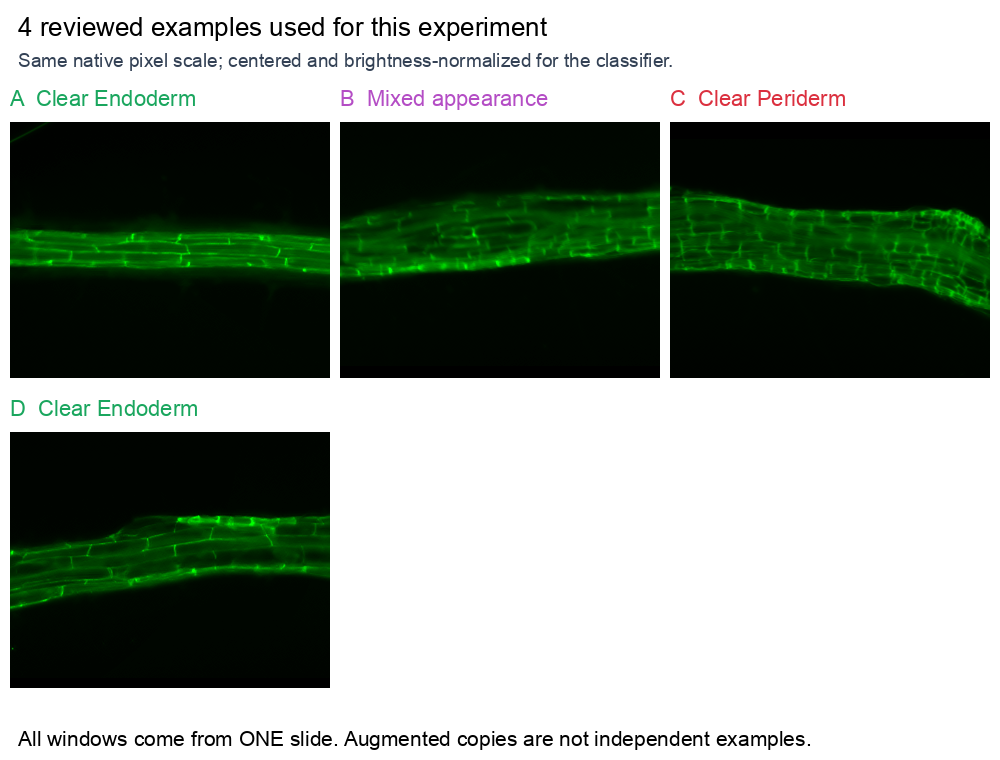 4 reviewed examples used for this experiment
Same native pixel scale; centered and brightness-normalized for the classifier.
A Clear Endoderm
B Mixed appearance
C Clear Periderm
D Clear Endoderm
All windows come from ONE slide. Augmented copies are not independent examples.